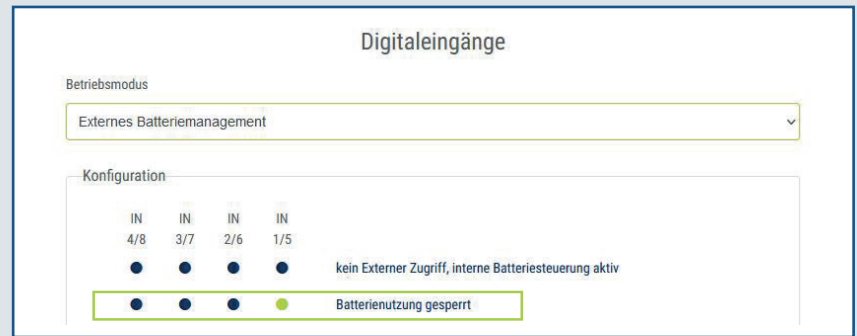 Digitaleingänge
Betriebsmodus
Externes Batteriemanagement
Konfiguration
IN IN IN IN
4/8 3/7 2/6 1/5
kein Externer Zugriff, interne Batteriesteuerung aktiv
Batterienutzung gesperrt